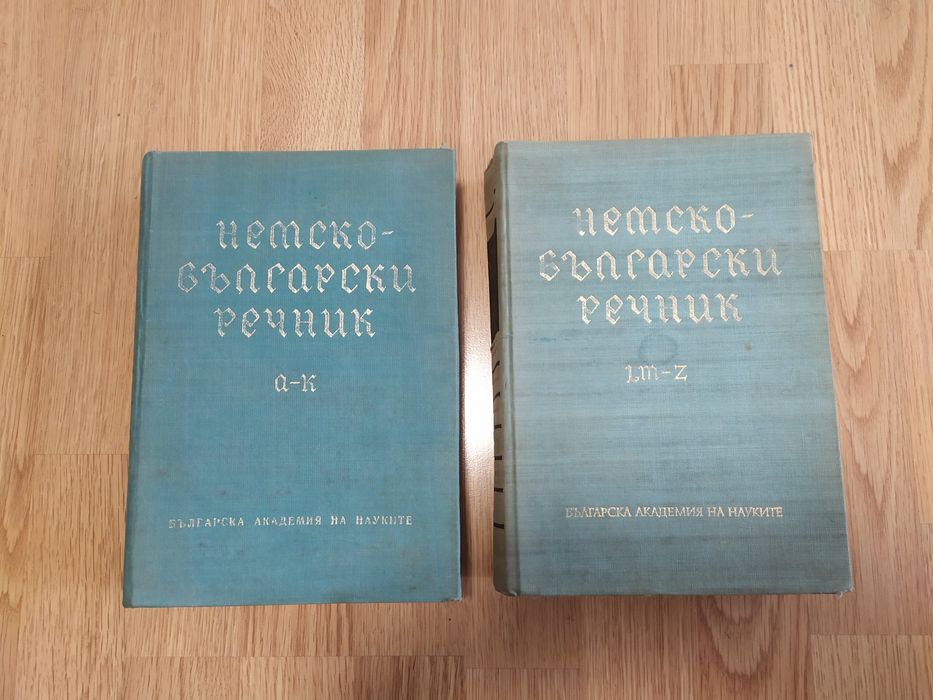 немско-
български
речник
a-k
БЪЛГАРСКА АКАДЕМИЯ НА НАУКИТЕ
немско-
български
речник
l,m-z
БЪЛГАРСКА АКАДЕМИЯ НА НАУКИТЕ